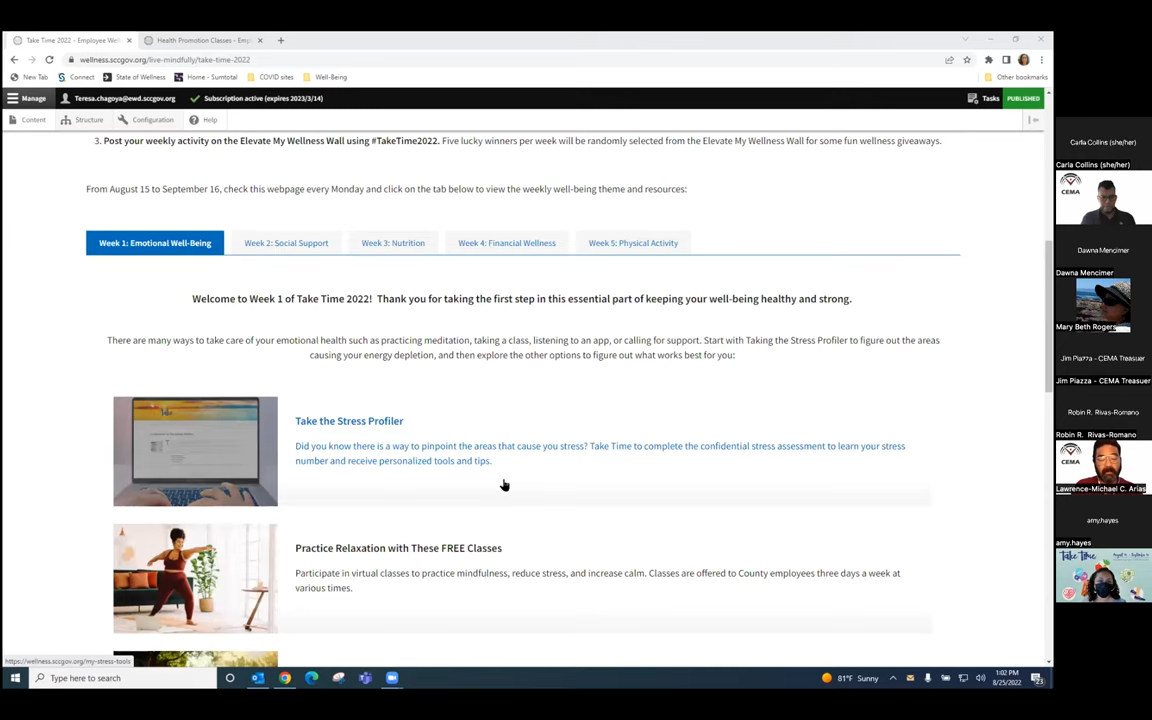 Take Time 2022 - Employee Well
Health Promotion Classes - Emp
wellness.sccgov.org/live-mindfully/take-time-2022
New Tab
Connect
State of Wellness
Home - Sumtotal
COVID sites
Well-Being
Other bookmarks
Manage
Teresa.chagoya@ewd.sccgov.org
Subscription active (expires 2023/3/14)
Tasks
PUBLISHED
Content
Structure
Configuration
Help
3. Post your weekly activity on the Elevate My Wellness Wall using #TakeTime2022. Five lucky winners per week will be randomly selected from the Elevate My Wellness Wall for some fun wellness giveaways.
From August 15 to September 16, check this webpage every Monday and click on the tab below to view the weekly well-being theme and resources:
Week 1: Emotional Well-Being
Week 2: Social Support
Week 3: Nutrition
Week 4: Financial Wellness
Week 5: Physical Activity
Welcome to Week 1 of Take Time 2022! Thank you for taking the first step in this essential part of keeping your well-being healthy and strong.
There are many ways to take care of your emotional health such as practicing meditation, taking a class, listening to an app, or calling for support. Start with Taking the Stress Profiler to figure out the areas
causing your energy depletion, and then explore the other options to figure out what works best for you:
Take the Stress Profiler
Did you know there is a way to pinpoint the areas that cause you stress? Take Time to complete the confidential stress assessment to learn your stress
number and receive personalized tools and tips.
Practice Relaxation with These FREE Classes
Participate in virtual classes to practice mindfulness, reduce stress, and increase calm. Classes are offered to County employees three days a week at
various times.
https://wellness.sccgov.org/my-stress-tools
Type here to search
81°F Sunny
1:02 PM
8/25/2022
23
Carla Collins (she/her)
Carla Collins (she/her)
CEMA
Dawna Mencimer
Dawna Mencimer
Mary Beth Rogers
Jim Piazza - CEMA Treasuer
Jim Piazza - CEMA Treasuer
Robin R. Rivas-Romano
Robin R. Rivas-Romano
CEMA
Lawrence-Michael C. Arias
amy.hayes
amy.hayes
Take Time